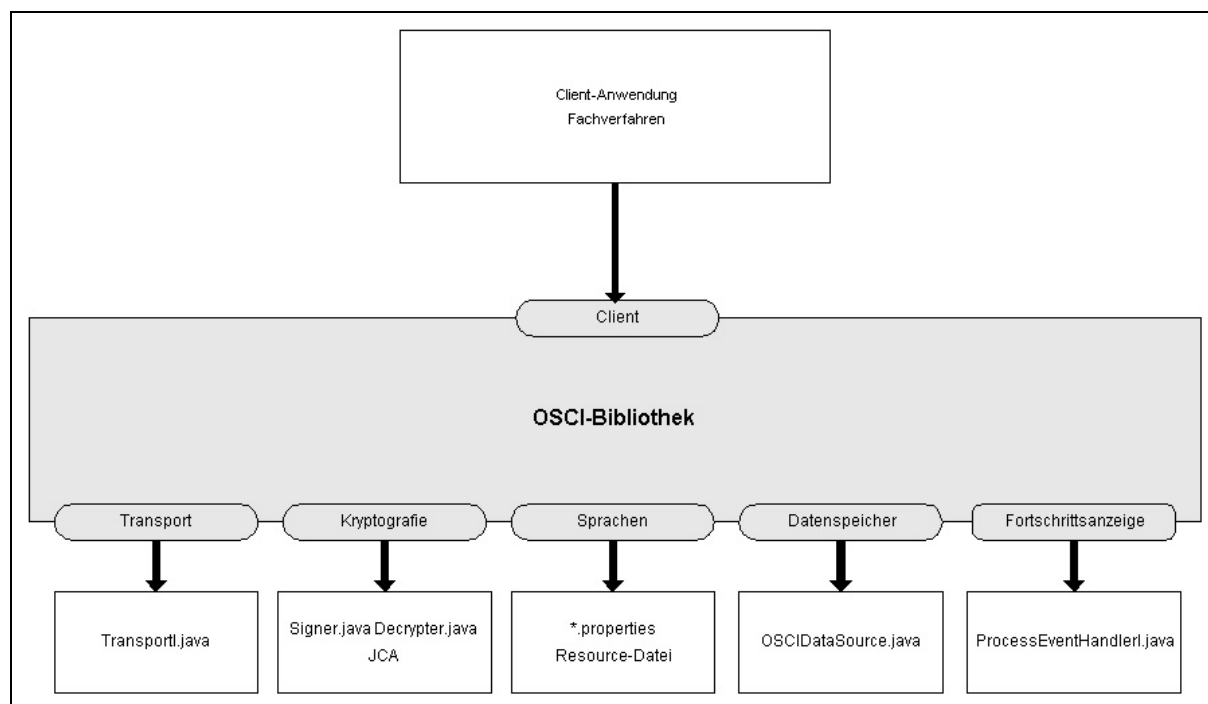 Client-Anwendung
Fachverfahren
Client
OSCI-Bibliothek
Transport
Kryptografie
Sprachen
Datenspeicher
Fortschrittsanzeige
TransportI.java
Signer.java Decrypter.java
JCA
*.properties
Resource-Datei
OSCIDataSource.java
ProcessEventHandlerI.java